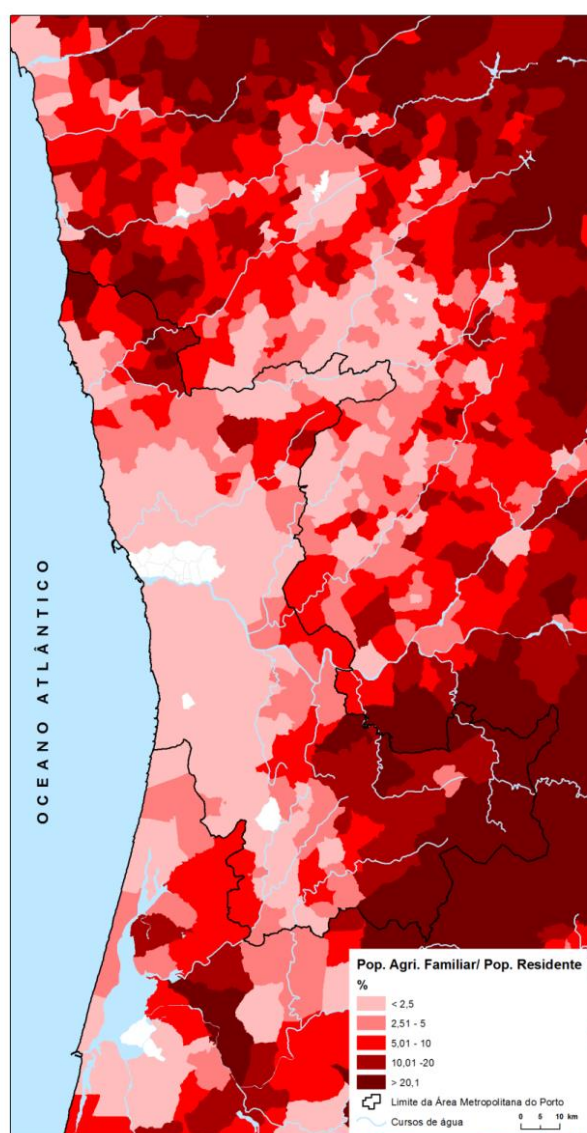 OCEANO ATLÂNTICO
Pop. Agri. Familiar/ Pop. Residente
%
< 2,5
2,51 - 5
5,01 - 10
10,01 -20
> 20,1
Limite da Área Metropolitana do Porto
Cursos de água
0 5 10 km